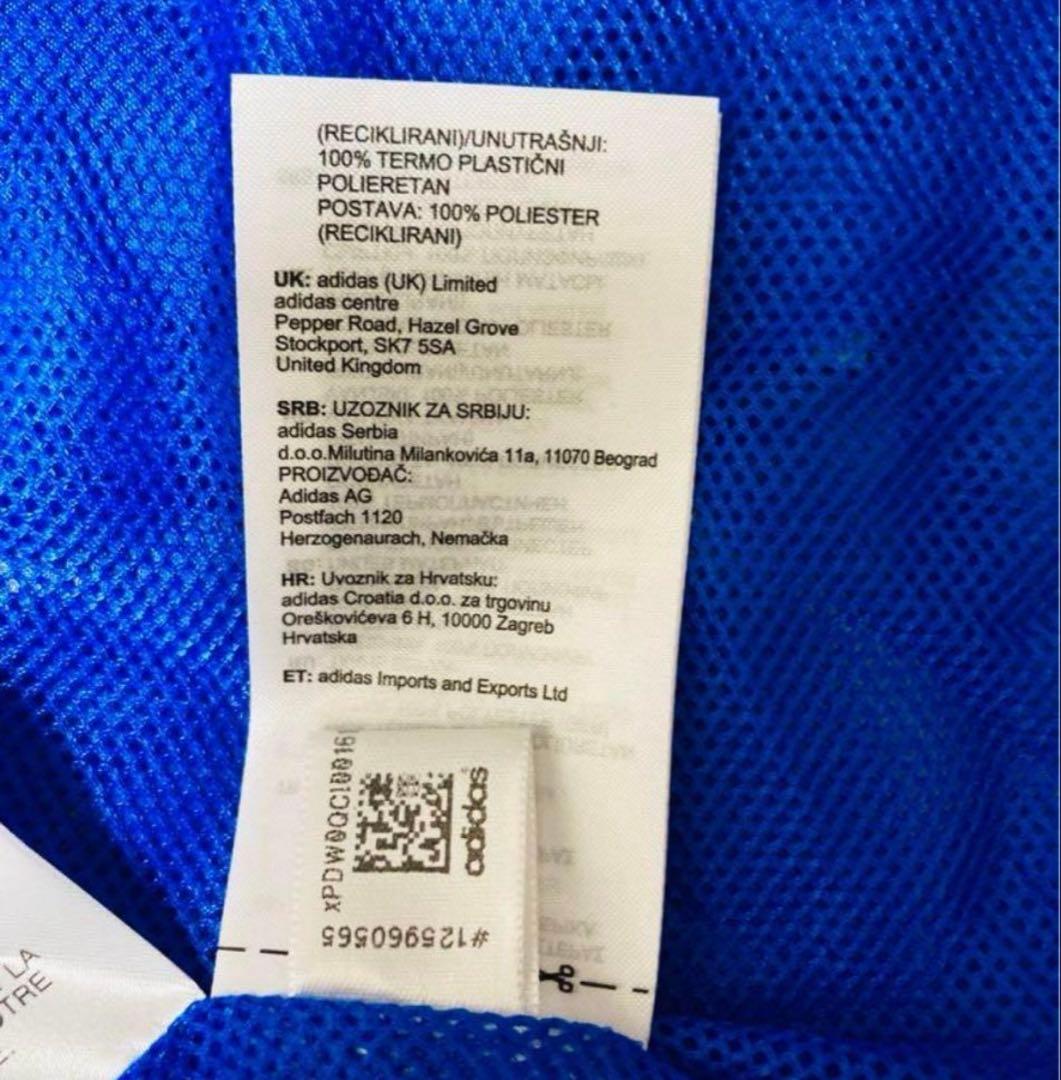 (RECIKLIRANI)/UNUTRAŠNJI:
100% TERMO PLASTIČNI
POLIERETAN
POSTAVA: 100% POLIESTER
(RECIKLIRANI)
UK: adidas (UK) Limited
adidas centre
Pepper Road, Hazel Grove
Stockport, SK7 5SA
United Kingdom
SRB: UZOZNIK ZA SRBIJU:
adidas Serbia
d.o.o.Milutina Milankovića 11a, 11070 Beograd
PROIZVOĐAČ:
Adidas AG
Postfach 1120
Herzogenaurach, Nemačka
HR: Uvoznik za Hrvatsku:
adidas Croatia d.o.o. za trgovinu
Oreškovićeva 6 H, 10000 Zagreb
Hrvatska
ET: adidas Imports and Exports Ltd
adidas
#125960565
LA